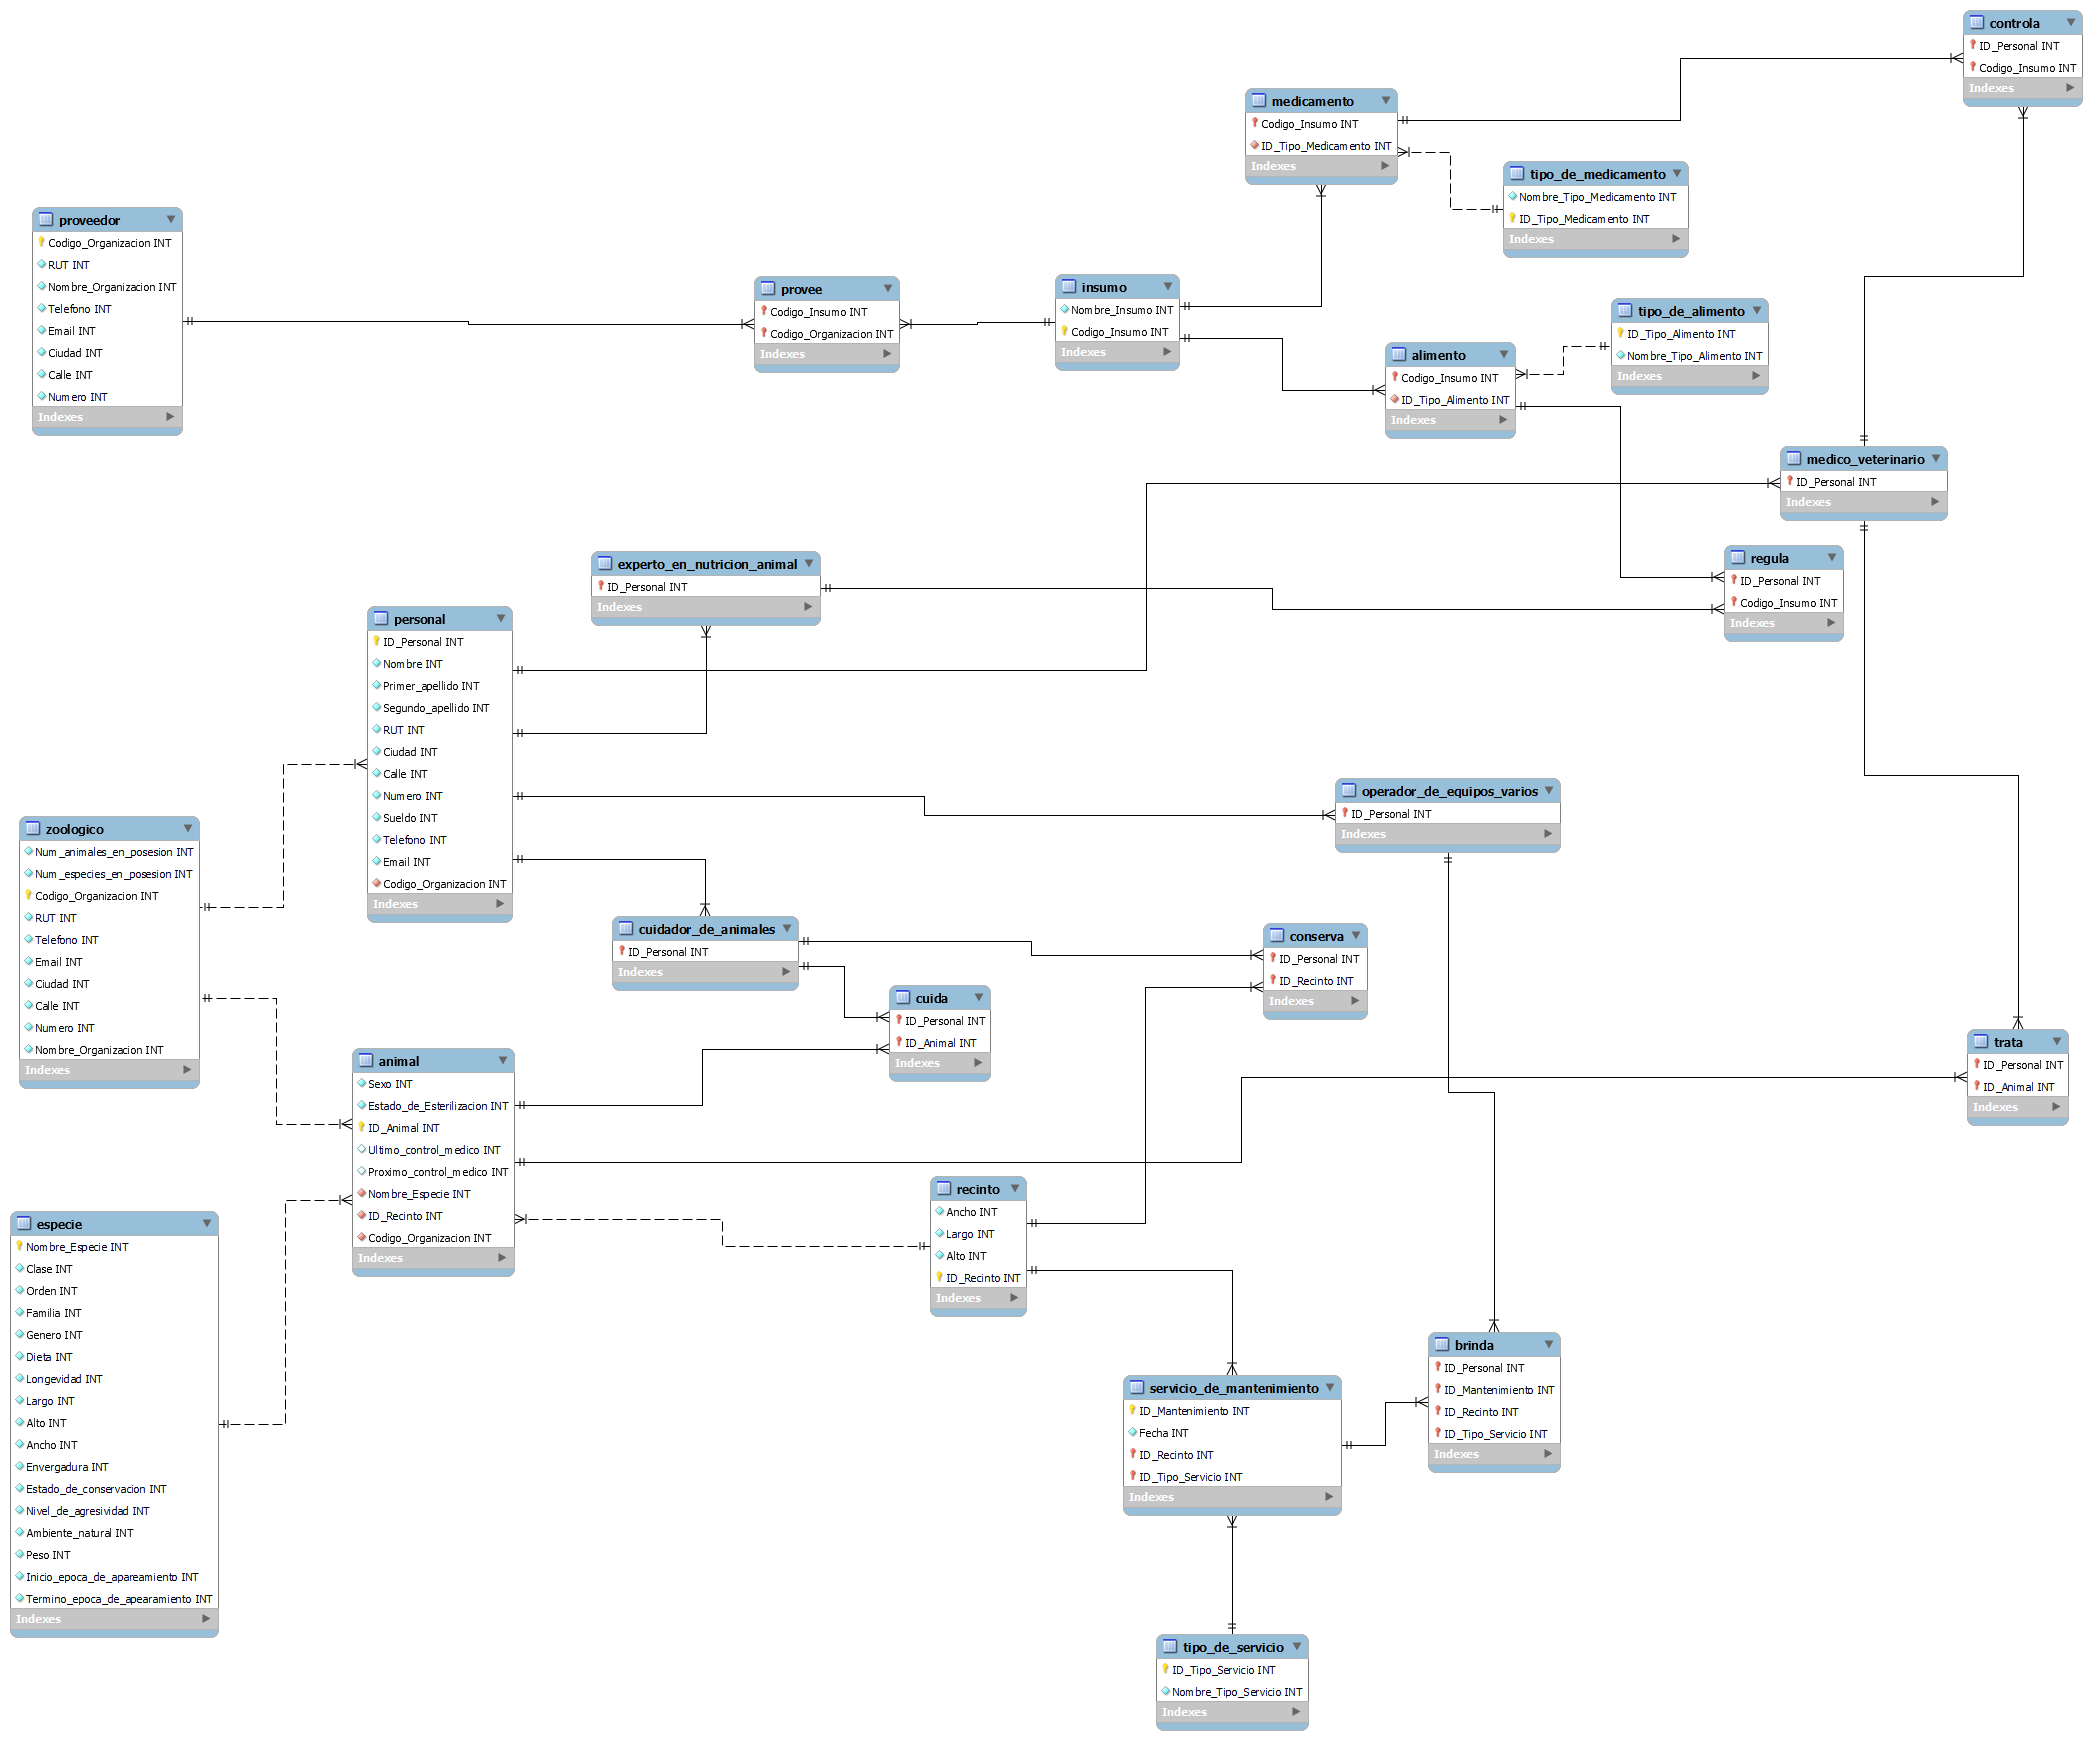 controla
ID_Personal INT
Codigo_Insumo INT
Indexes
medicamento
Codigo_Insumo INT
ID_Tipo_Medicamento INT
Indexes
tipo_de_medicamento
Nombre_Tipo_Medicamento INT
ID_Tipo_Medicamento INT
Indexes
proveedor
Codigo_Organizacion INT
RUT INT
Nombre_Organizacion INT
Telefono INT
Email INT
Ciudad INT
Calle INT
Numero INT
Indexes
provee
Codigo_Insumo INT
Codigo_Organizacion INT
Indexes
insumo
Nombre_Insumo INT
Codigo_Insumo INT
Indexes
tipo_de_alimento
ID_Tipo_Alimento INT
Nombre_Tipo_Alimento INT
Indexes
alimento
Codigo_Insumo INT
ID_Tipo_Alimento INT
Indexes
medico_veterinario
ID_Personal INT
Indexes
experto_en_nutricion_animal
ID_Personal INT
Indexes
regula
ID_Personal INT
Codigo_Insumo INT
Indexes
personal
ID_Personal INT
Nombre INT
Primer_apellido INT
Segundo_apellido INT
RUT INT
Ciudad INT
Calle INT
Numero INT
Sueldo INT
Telefono INT
Email INT
Codigo_Organizacion INT
Indexes
operador_de_equipos_varios
ID_Personal INT
Indexes
zoologico
Num_animales_en_posesion INT
Num_especies_en_posesion INT
Codigo_Organizacion INT
RUT INT
Telefono INT
Email INT
Ciudad INT
Calle INT
Numero INT
Nombre_Organizacion INT
Indexes
cuidador_de_animales
ID_Personal INT
Indexes
conserva
ID_Personal INT
ID_Recinto INT
Indexes
cuida
ID_Personal INT
ID_Animal INT
Indexes
trata
ID_Personal INT
ID_Animal INT
Indexes
animal
Sexo INT
Estado_de_Esterilizacion INT
ID_Animal INT
Ultimo_control_medico INT
Proximo_control_medico INT
Nombre_Especie INT
ID_Recinto INT
Codigo_Organizacion INT
Indexes
recinto
Ancho INT
Largo INT
Alto INT
ID_Recinto INT
Indexes
especie
Nombre_Especie INT
Clase INT
Orden INT
Familia INT
Genero INT
Dieta INT
Longevidad INT
Largo INT
Alto INT
Ancho INT
Envergadura INT
Estado_de_conservacion INT
Nivel_de_agresividad INT
Ambiente_natural INT
Peso INT
Inicio_epoca_de_apareamiento INT
Termino_epoca_de_apearamiento INT
Indexes
brinda
ID_Personal INT
ID_Mantenimiento INT
ID_Recinto INT
ID_Tipo_Servicio INT
Indexes
servicio_de_mantenimiento
ID_Mantenimiento INT
Fecha INT
ID_Recinto INT
ID_Tipo_Servicio INT
Indexes
tipo_de_servicio
ID_Tipo_Servicio INT
Nombre_Tipo_Servicio INT
Indexes